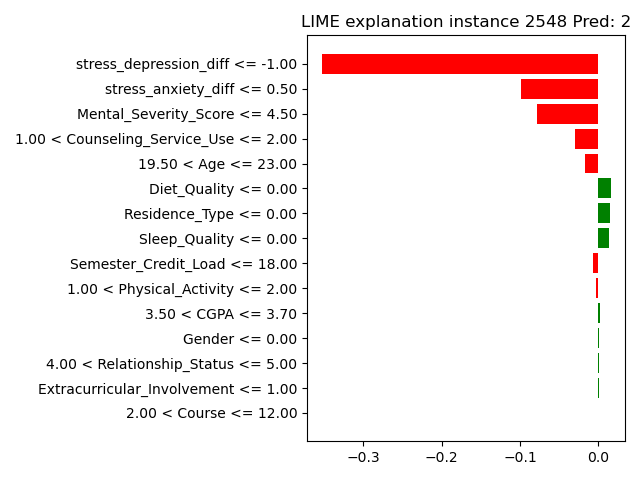 LIME explanation instance 2548 Pred: 2
stress_depression_diff <= -1.00
stress_anxiety_diff <= 0.50
Mental_Severity_Score <= 4.50
1.00 < Counseling_Service_Use <= 2.00
19.50 < Age <= 23.00
Diet_Quality <= 0.00
Residence_Type <= 0.00
Sleep_Quality <= 0.00
Semester_Credit_Load <= 18.00
1.00 < Physical_Activity <= 2.00
3.50 < CGPA <= 3.70
Gender <= 0.00
4.00 < Relationship_Status <= 5.00
Extracurricular_Involvement <= 1.00
2.00 < Course <= 12.00
−0.3 −0.2 −0.1 0.0